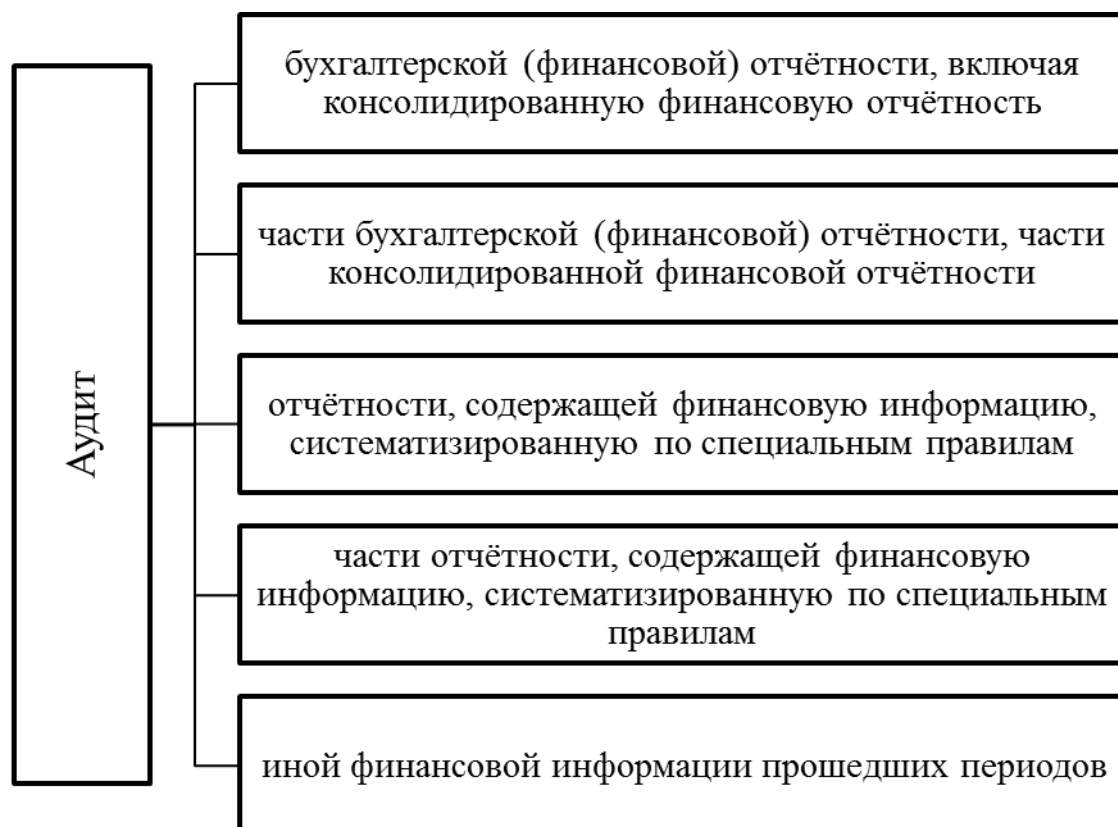 Аудит
бухгалтерской (финансовой) отчётности, включая
консолидированную финансовую отчётность
части бухгалтерской (финансовой) отчётности, части
консолидированной финансовой отчётности
отчётности, содержащей финансовую информацию,
систематизированную по специальным правилам
части отчётности, содержащей финансовую
информацию, систематизированную по специальным
правилам
иной финансовой информации прошедших периодов